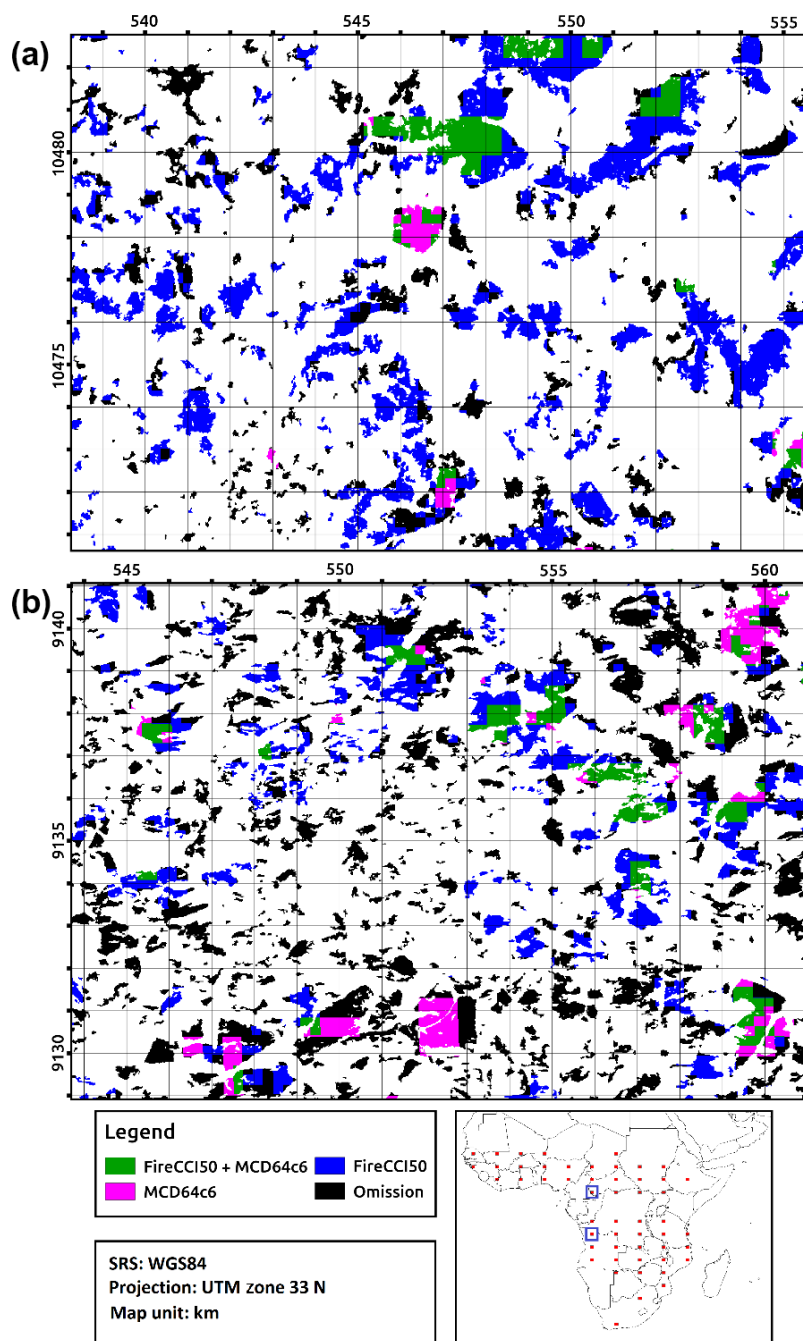 (a)
540 545 550 555
10480
10475
(b)
545 550 555 560
9140
9135
9130
Legend
FireCCI50 + MCD64c6 FireCCI50
MCD64c6 Omission
SRS: WGS84
Projection: UTM zone 33 N
Map unit: km